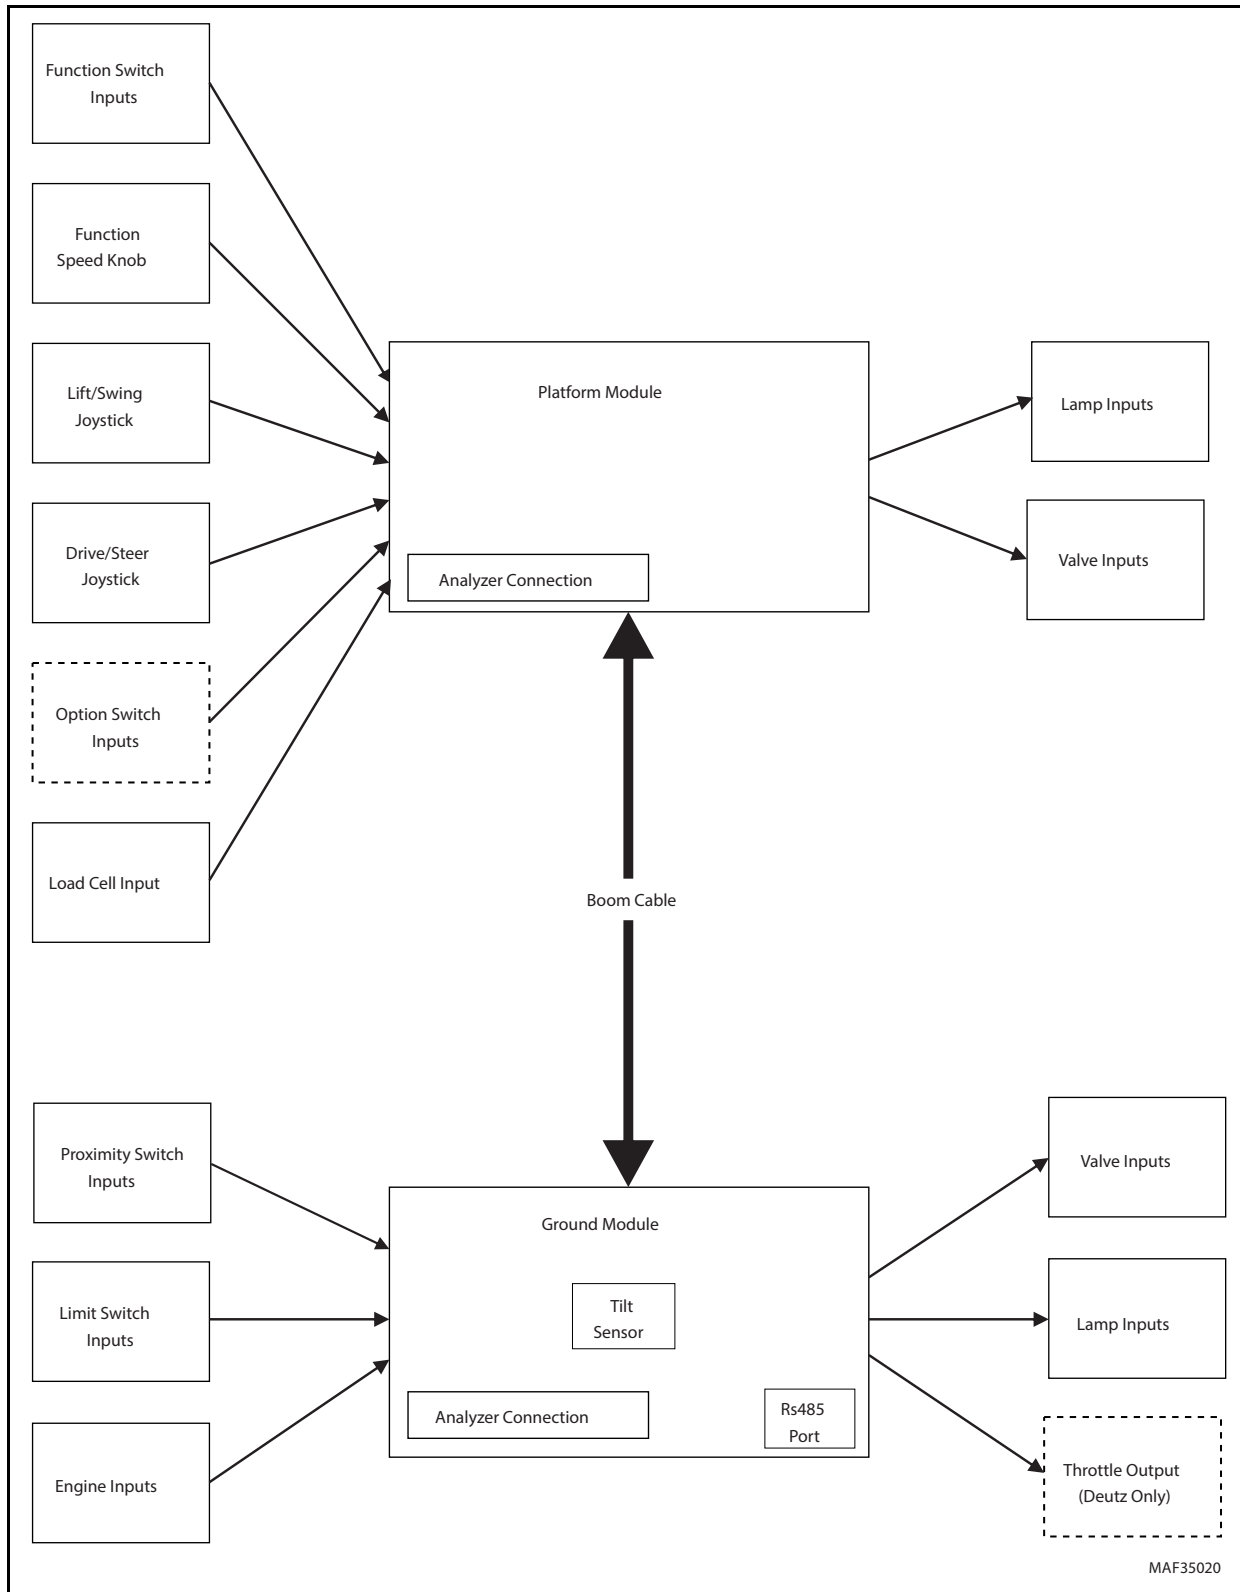 Function Switch
Inputs
Function
Speed Knob
Lift/Swing
Joystick
Drive/Steer
Joystick
Option Switch
Inputs
Load Cell Input
Platform Module
Analyzer Connection
Lamp Inputs
Valve Inputs
Boom Cable
Proximity Switch
Inputs
Limit Switch
Inputs
Engine Inputs
Ground Module
Tilt
Sensor
Analyzer Connection
Rs485
Port
Valve Inputs
Lamp Inputs
Throttle Output
(Deutz Only)
MAF35020